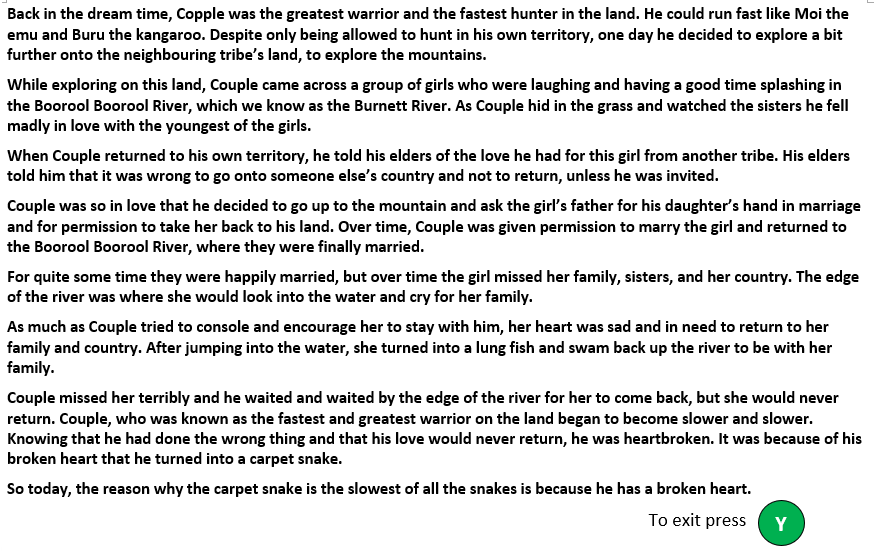 Back in the dream time, Copple was the greatest warrior and the fastest hunter in the land. He could run fast like Moi the
emu and Buru the kangaroo. Despite only being allowed to hunt in his own territory, one day he decided to explore a bit
further onto the neighbouring tribe's land, to explore the mountains.
While exploring on this land, Couple came across a group of girls who were laughing and having a good time splashing in
the Boorool Boorool River, which we know as the Burnett River. As Couple hid in the grass and watched the sisters he fell
madly in love with the youngest of the girls.
When Couple returned to his own territory, he told his elders of the love he had for this girl from another tribe. His elders
told him that it was wrong to go onto someone else's country and not to return, unless he was invited.
Couple was so in love that he decided to go up to the mountain and ask the girl's father for his daughter's hand in marriage
and for permission to take her back to his land. Over time, Couple was given permission to marry the girl and returned to
the Boorool Boorool River, where they were finally married.
For quite some time they were happily married, but over time the girl missed her family, sisters, and her country. The edge
of the river was where she would look into the water and cry for her family.
As much as Couple tried to console and encourage her to stay with him, her heart was sad and in need to return to her
family and country. After jumping into the water, she turned into a lung fish and swam back up the river to be with her
family.
Couple missed her terribly and he waited and waited by the edge of the river for her to come back, but she would never
return. Couple, who was known as the fastest and greatest warrior on the land began to become slower and slower.
Knowing that he had done the wrong thing and that his love would never return, he was heartbroken. It was because of his
broken heart that he turned into a carpet snake.
So today, the reason why the carpet snake is the slowest of all the snakes is because he has a broken heart.
To exit press Y